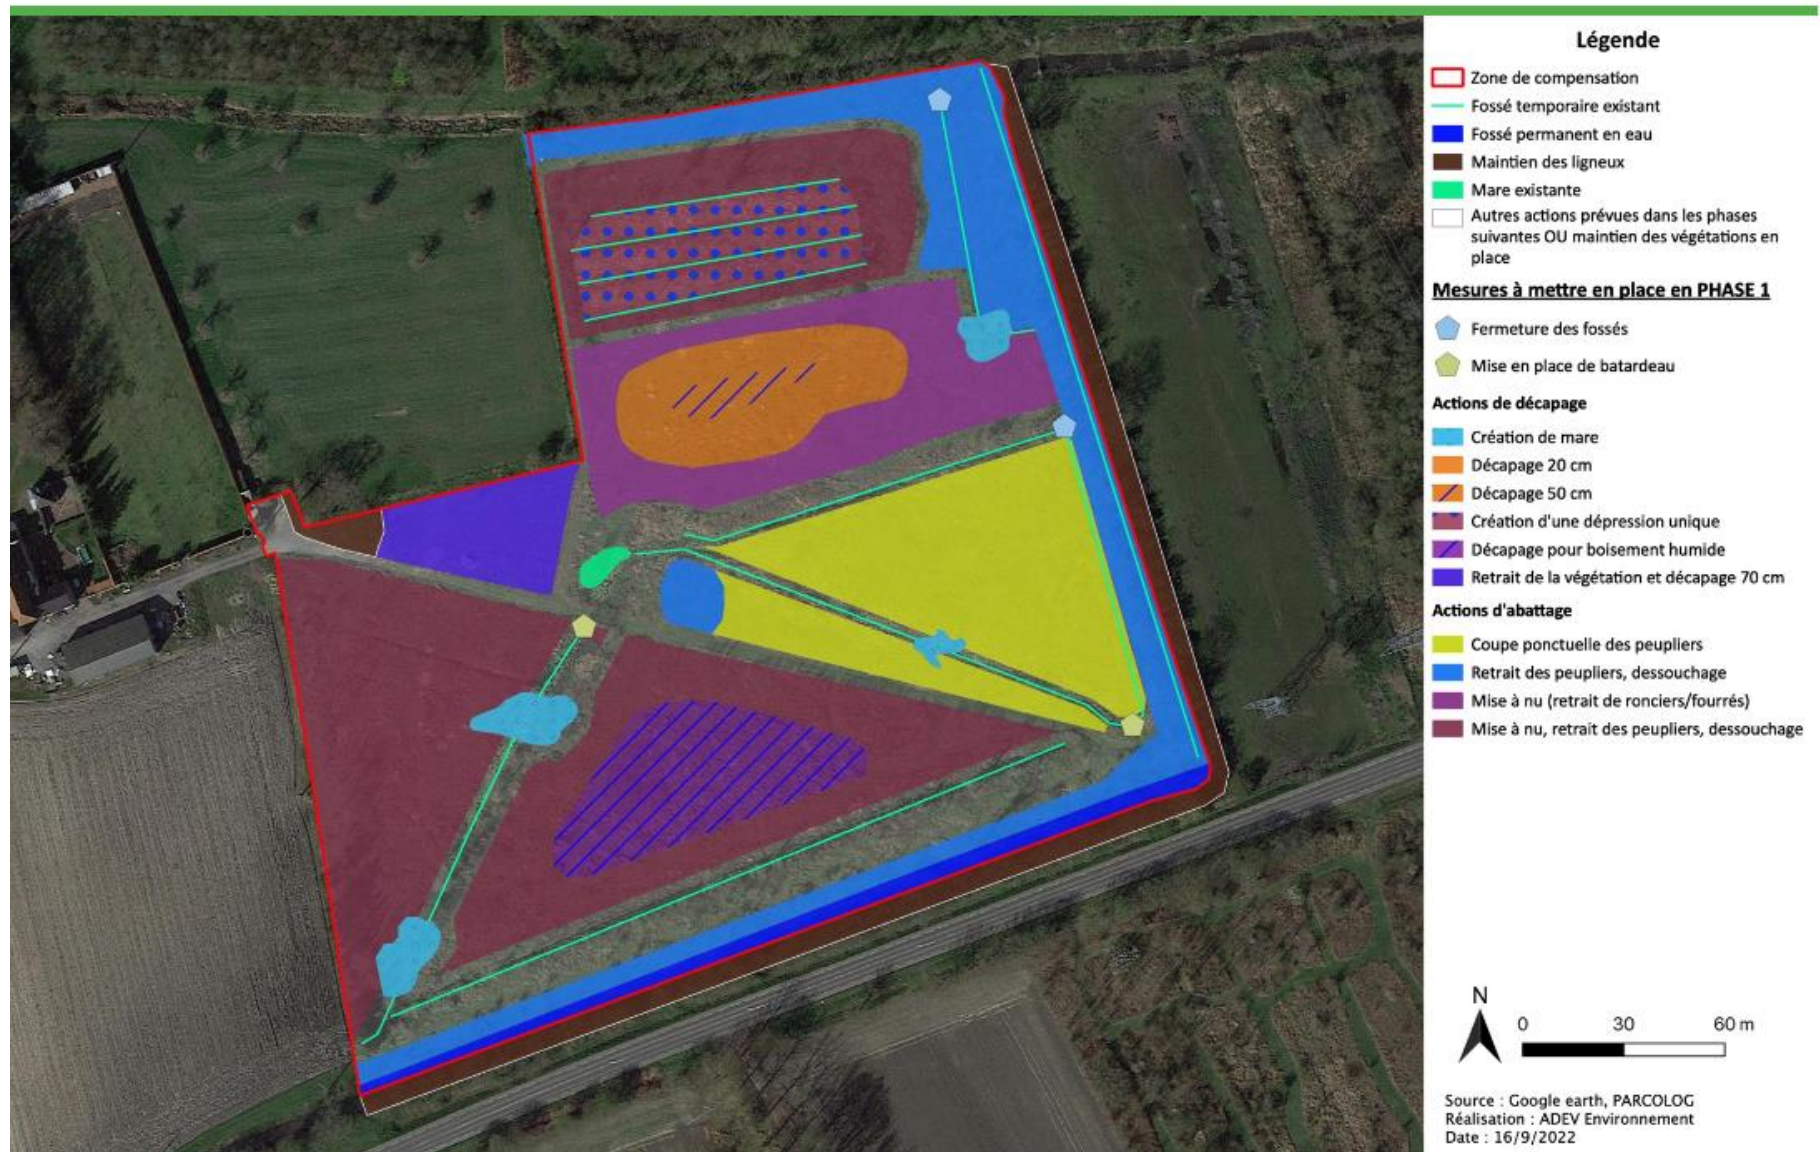 Légende
Zone de compensation
Fossé temporaire existant
Fossé permanent en eau
Maintien des ligneux
Mare existante
Autres actions prévues dans les phases
suivantes OU maintien des végétations en
place
Mesures à mettre en place en PHASE 1
Fermeture des fossés
Mise en place de batardeau
Actions de décapage
Création de mare
Décapage 20 cm
Décapage 50 cm
Création d'une dépression unique
Décapage pour boisement humide
Retrait de la végétation et décapage 70 cm
Actions d'abattage
Coupe ponctuelle des peupliers
Retrait des peupliers, dessouchage
Mise à nu (retrait de ronciers/fourrés)
Mise à nu, retrait des peupliers, dessouchage
N
0 30 60 m
Source : Google earth, PARCOLOG
Réalisation : ADEV Environnement
Date : 16/9/2022